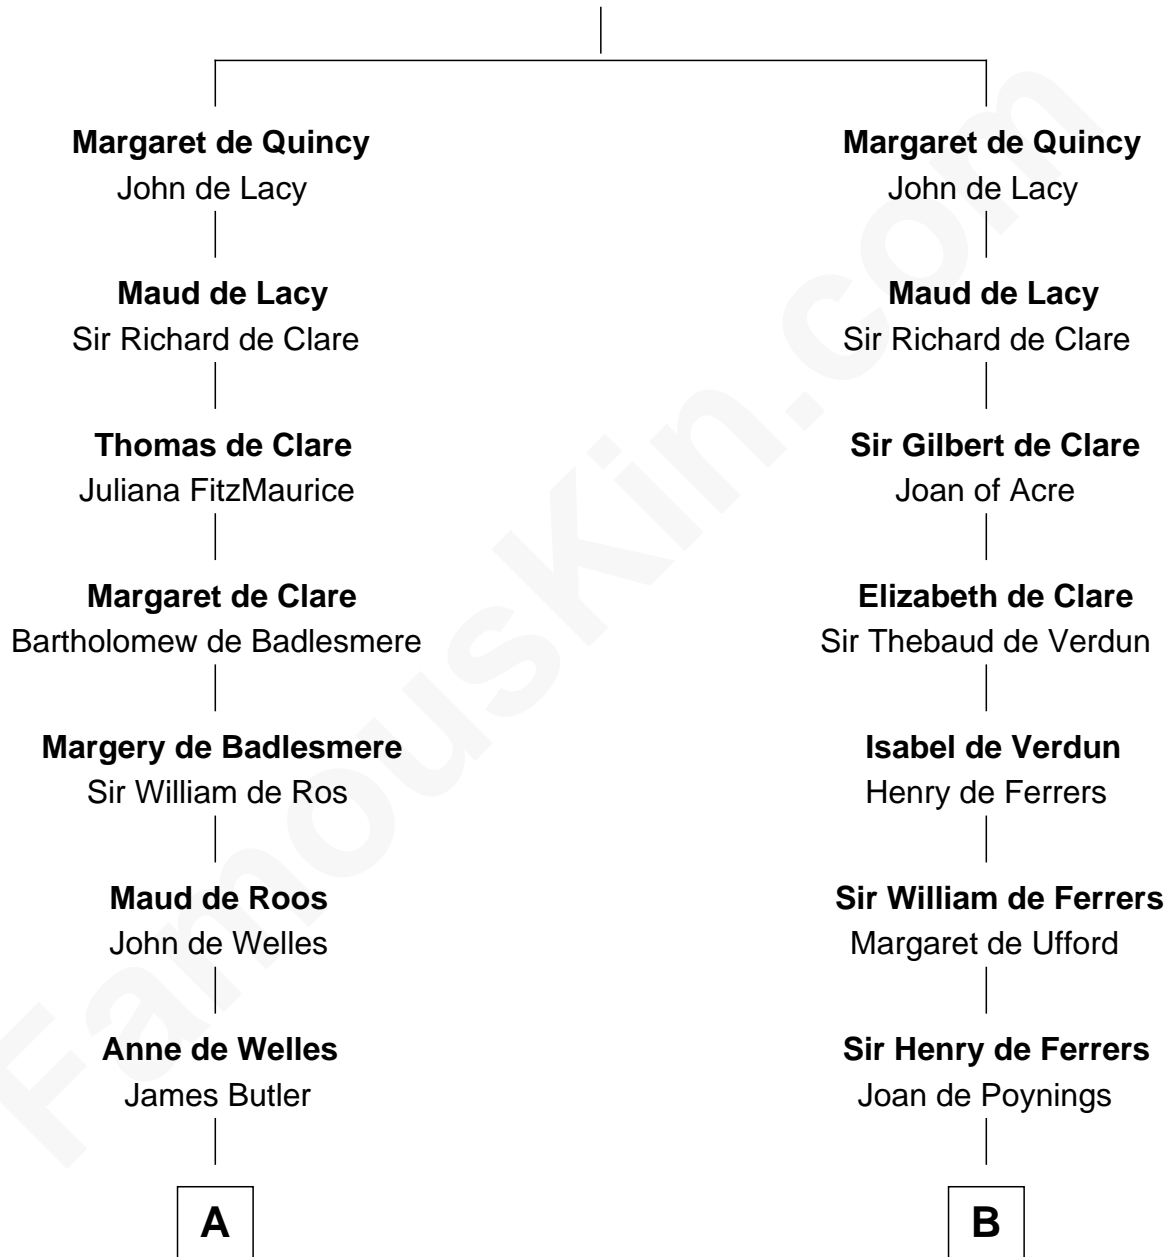 Margaret de Quincy
John de Lacy
Maud de Lacy
Sir Richard de Clare
Thomas de Clare
Juliana FitzMaurice
Margaret de Clare
Bartholomew de Badlesmere
Margery de Badlesmere
Sir William de Ros
Maud de Roos
John de Welles
Anne de Welles
James Butler
A
Margaret de Quincy
John de Lacy
Maud de Lacy
Sir Richard de Clare
Sir Gilbert de Clare
Joan of Acre
Elizabeth de Clare
Sir Thebaud de Verdun
Isabel de Verdun
Henry de Ferrers
Sir William de Ferrers
Margaret de Ufford
Sir Henry de Ferrers
Joan de Poynings
B
FamousKin.com